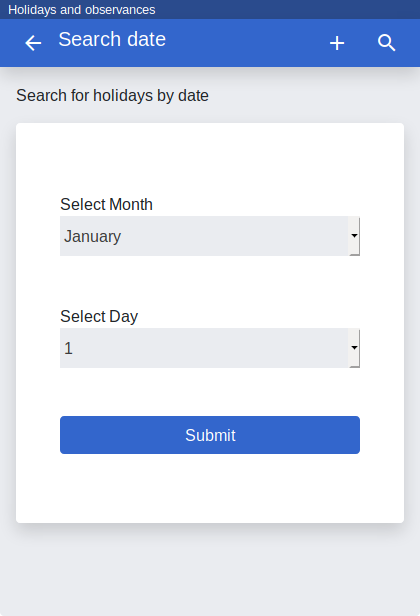 Holidays and observances
Search date
Search for holidays by date
Select Month
January
Select Day
1
Submit